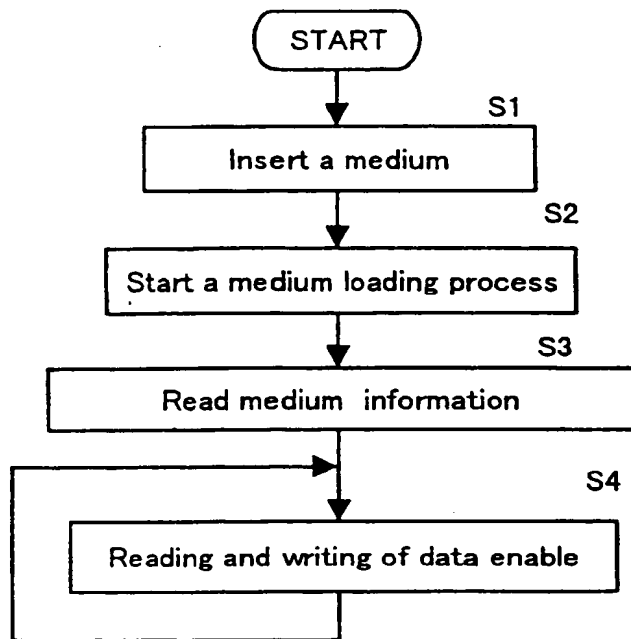 START
S1
Insert a medium
S2
Start a medium loading process
S3
Read medium information
S4
Reading and writing of data enable